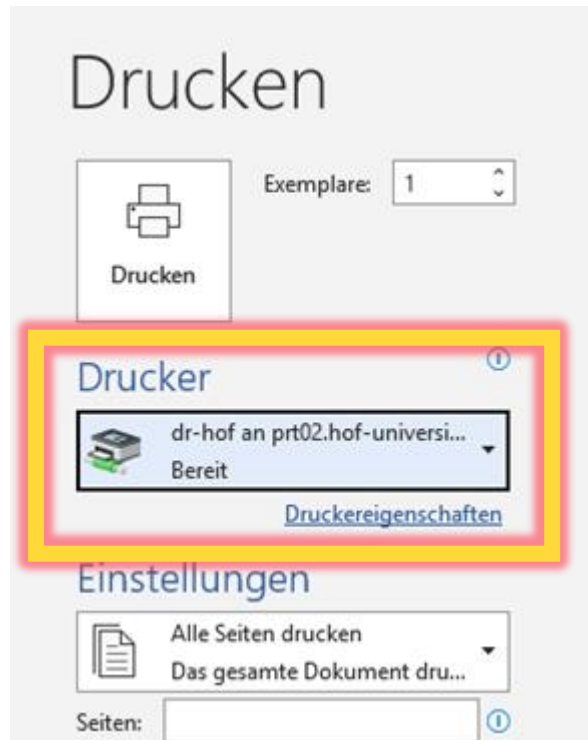 Drucken
Exemplare: 1
Drucken
Drucker
dr-hof an prt02.hof-universi...
Bereit
Druckereigenschaften
Einstellungen
Alle Seiten drucken
Das gesamte Dokument dru...
Seiten: